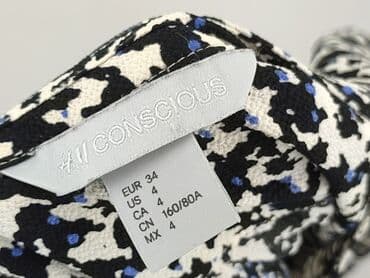 H&M CONSCIOUS
EUR 34
US 4
CA 4
CN 160/80A
MX 4